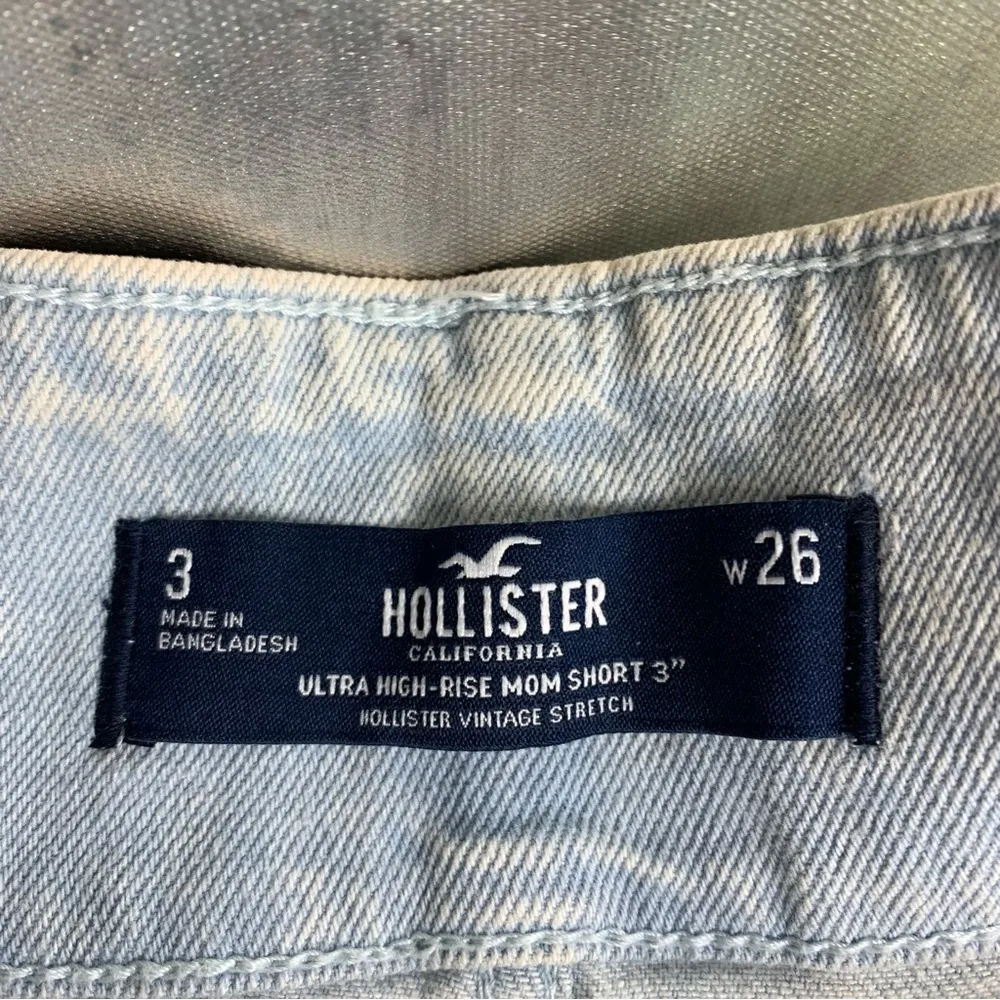 3
MADE IN
BANGLADESH
HOLLISTER
CALIFORNIA
ULTRA HIGH-RISE MOM SHORT 3”
HOLLISTER VINTAGE STRETCH
W 26